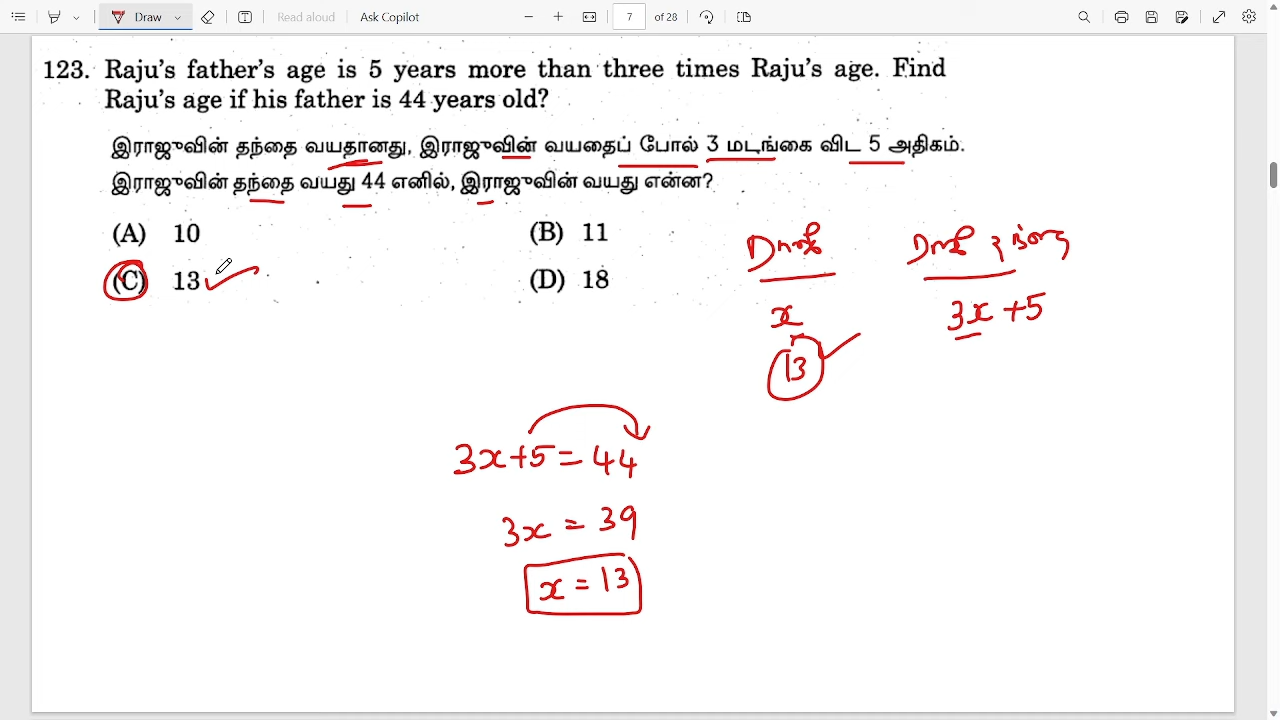 Draw
Read aloud
Ask Copilot
7
of 28
123. Raju's father's age is 5 years more than three times Raju's age. Find
Raju's age if his father is 44 years old?
இராஜுவின் தந்தை வயதானது, இராஜுவின் வயதைப் போல் 3 மடங்கை விட 5 அதிகம்.
இராஜுவின் தந்தை வயது 44 எனில், இராஜுவின் வயது என்ன?
(A) 10
(B) 11
(C) 13
(D) 18
x
3x + 5
13
3x+5=44
3x = 39
x = 13